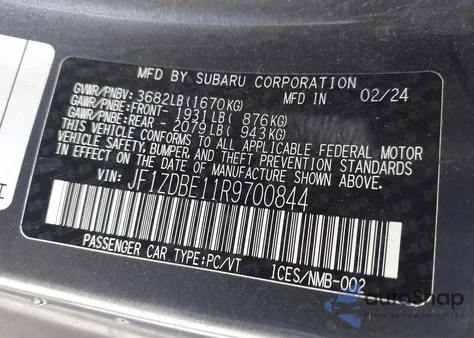 MFD BY SUBARU CORPORATION
GVWR/PNBV: 3682LB(1670KG) MFD IN 02/24
GAWR/PNBE:FRONT- 1931LB( 876KG)
GAWR/PNBE:REAR - 2079LB( 943KG)
THIS VEHICLE CONFORMS TO ALL APPLICABLE FEDERAL MOTOR
VEHICLE SAFETY, BUMPER, AND THEFT PREVENTION STANDARDS
IN EFFECT ON THE DATE OF MANUFACTURE SHOWN ABOVE.
VIN: JF1ZDBE11R9700844
PASSENGER CAR TYPE:PC/VT ICES/NMB-002
autoSnap